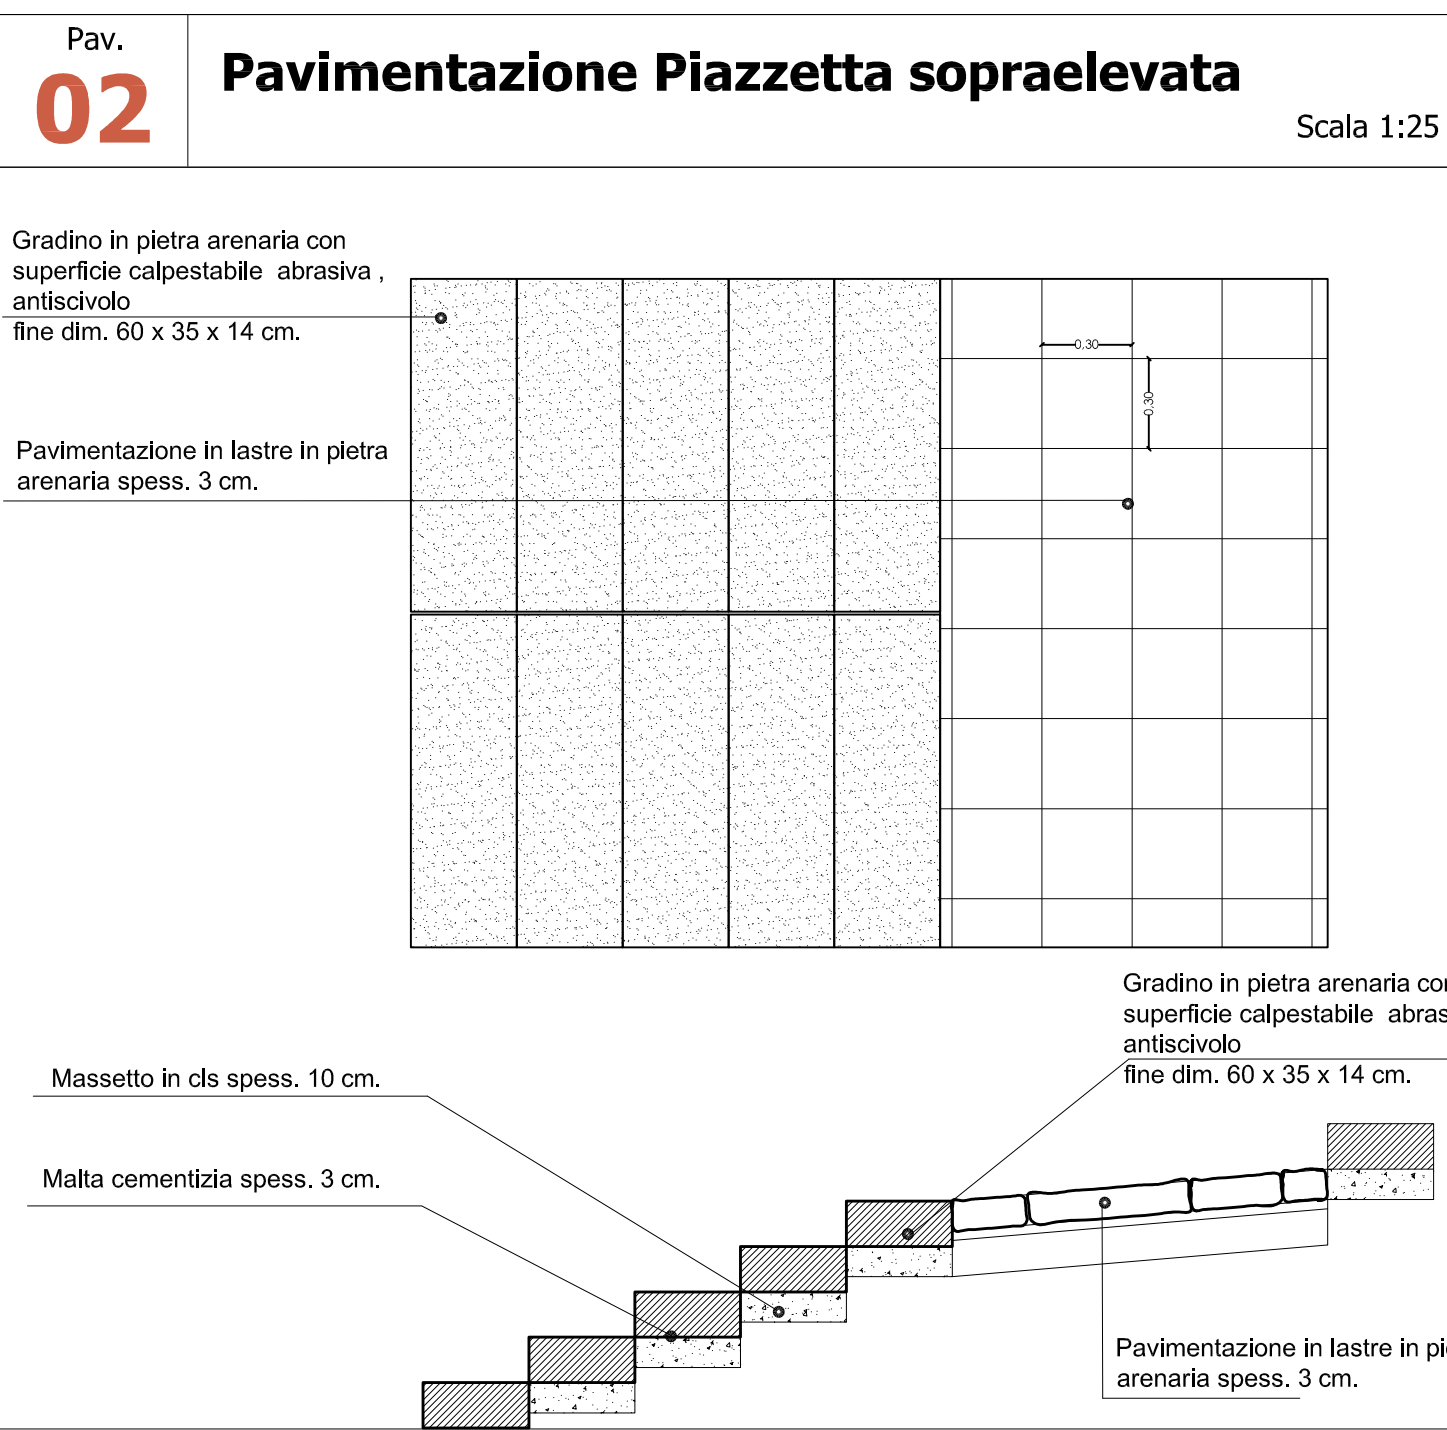 Pav.
02
Pavimentazione Piazzetta sopraelevata
Scala 1:25
Gradino in pietra arenaria con
superficie calpestabile abrasiva ,
antiscivolo
fine dim. 60 x 35 x 14 cm.
0,30
0,30
Pavimentazione in lastre in pietra
arenaria spess. 3 cm.
Gradino in pietra arenaria con
superficie calpestabile abras
antiscivolo
fine dim. 60 x 35 x 14 cm.
Massetto in cls spess. 10 cm.
Malta cementizia spess. 3 cm.
Pavimentazione in lastre in pie
arenaria spess. 3 cm.